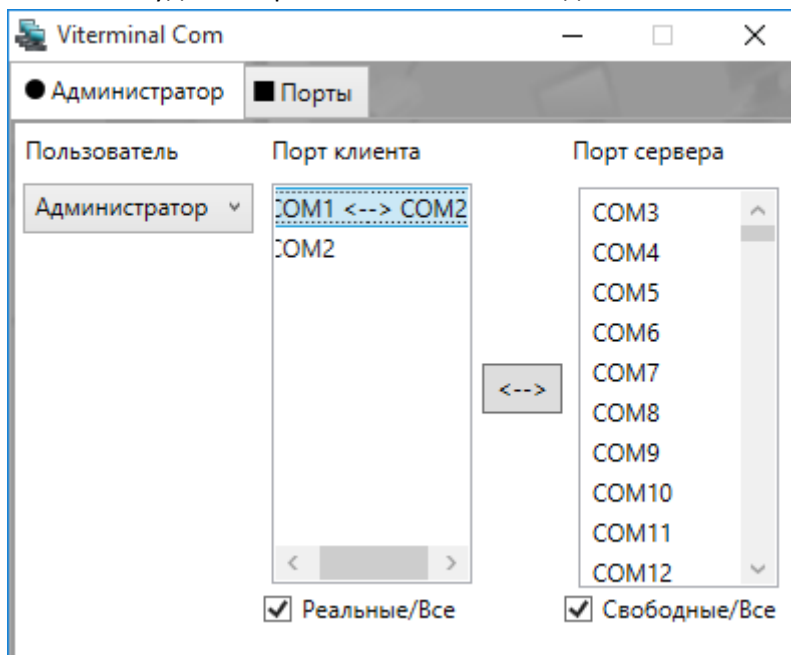 Viterminal Com
Администратор
Порты
Пользователь
Порт клиента
Порт сервера
Администратор
COM1 <--> COM2
COM2
<-->
COM3
COM4
COM5
COM6
COM7
COM8
COM9
COM10
COM11
COM12
Реальные/Все
Свободные/Все